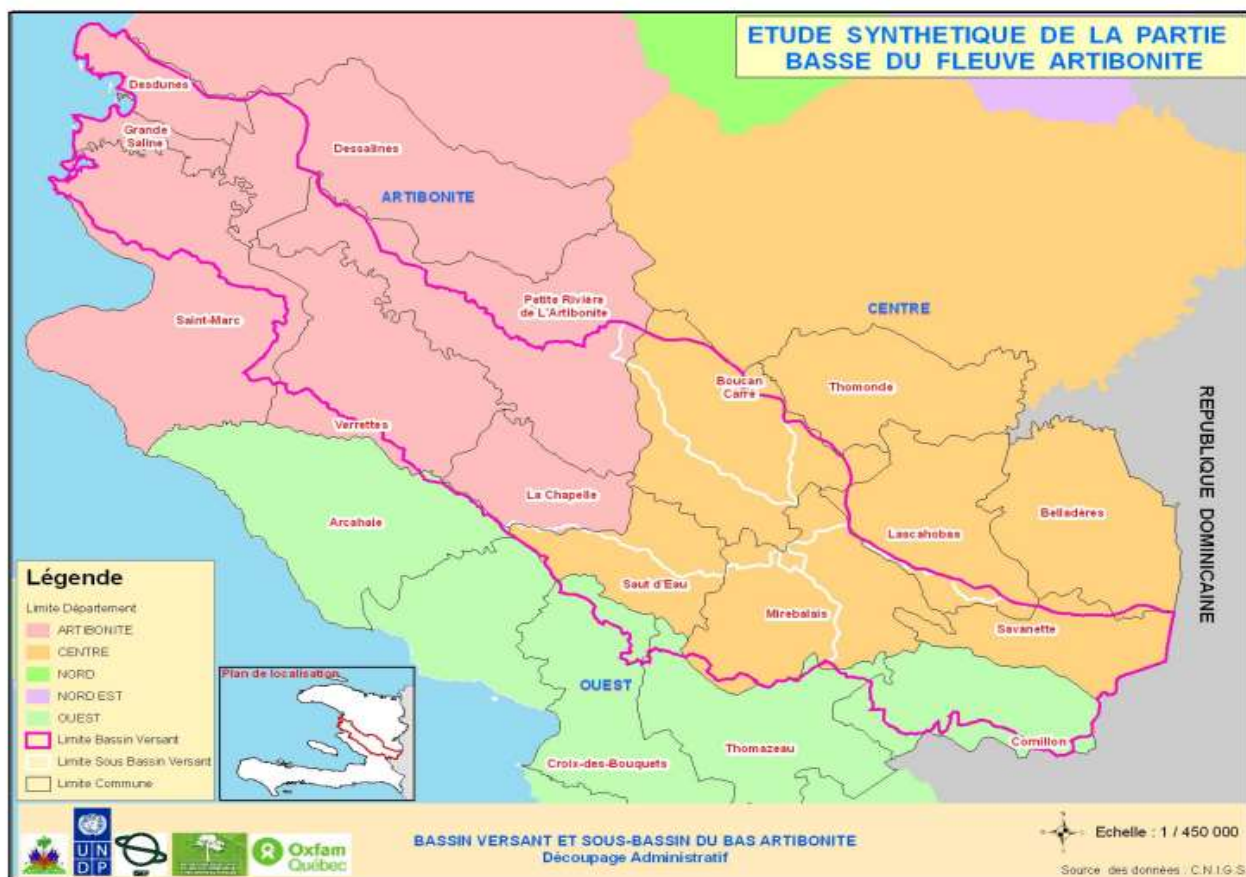 ETUDE SYNTHETIQUE DE LA PARTIE
BASSE DU FLEUVE ARTIBONITE
Desdunes
Grande
Saline
Dessalines
ARTIBONITE
Saint-Marc
Petite Rivière
de L'Artibonite
CENTRE
Boucan
Carré
Thomonde
REPUBLIQUE DOMINICAINE
Verrettes
La Chapelle
Arcahaie
Lascahobas
Belladères
Saut d'Eau
Mirebalais
Savanette
OUEST
Cornillon
Thomazeau
Croix-des-Bouquets
Légende
Limite Département
ARTIBONITE
CENTRE
NORD
NORD EST
OUEST
Limite Bassin Versant
Limite Sous Bassin Versant
Limite Commune
Plan de localisation
U N
D P
Oxfam
Québec
BASSIN VERSANT ET SOUS-BASSIN DU BAS ARTIBONITE
Découpage Administratif
Echelle : 1 / 450 000
Source des données : C.N.I.G.S